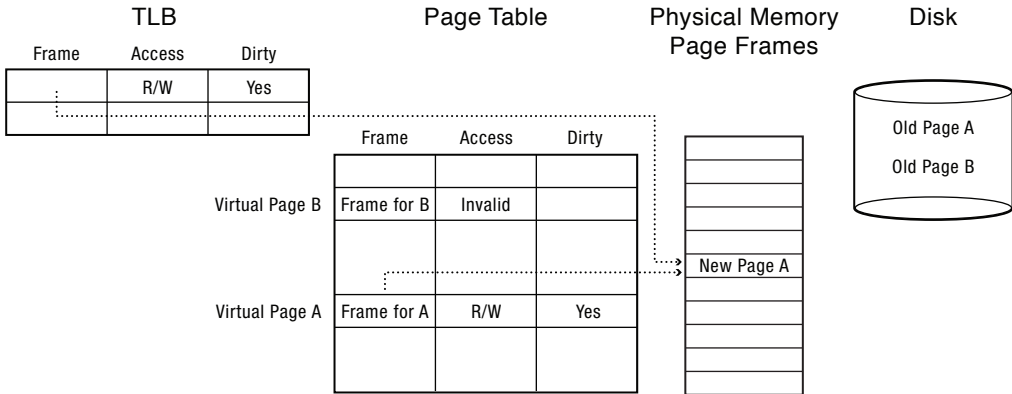 TLB
Page Table
Physical Memory
Page Frames
Disk
Frame Access Dirty
R/W Yes
Frame Access Dirty
Virtual Page B Frame for B Invalid
Virtual Page A Frame for A R/W Yes
New Page A
Old Page A
Old Page B